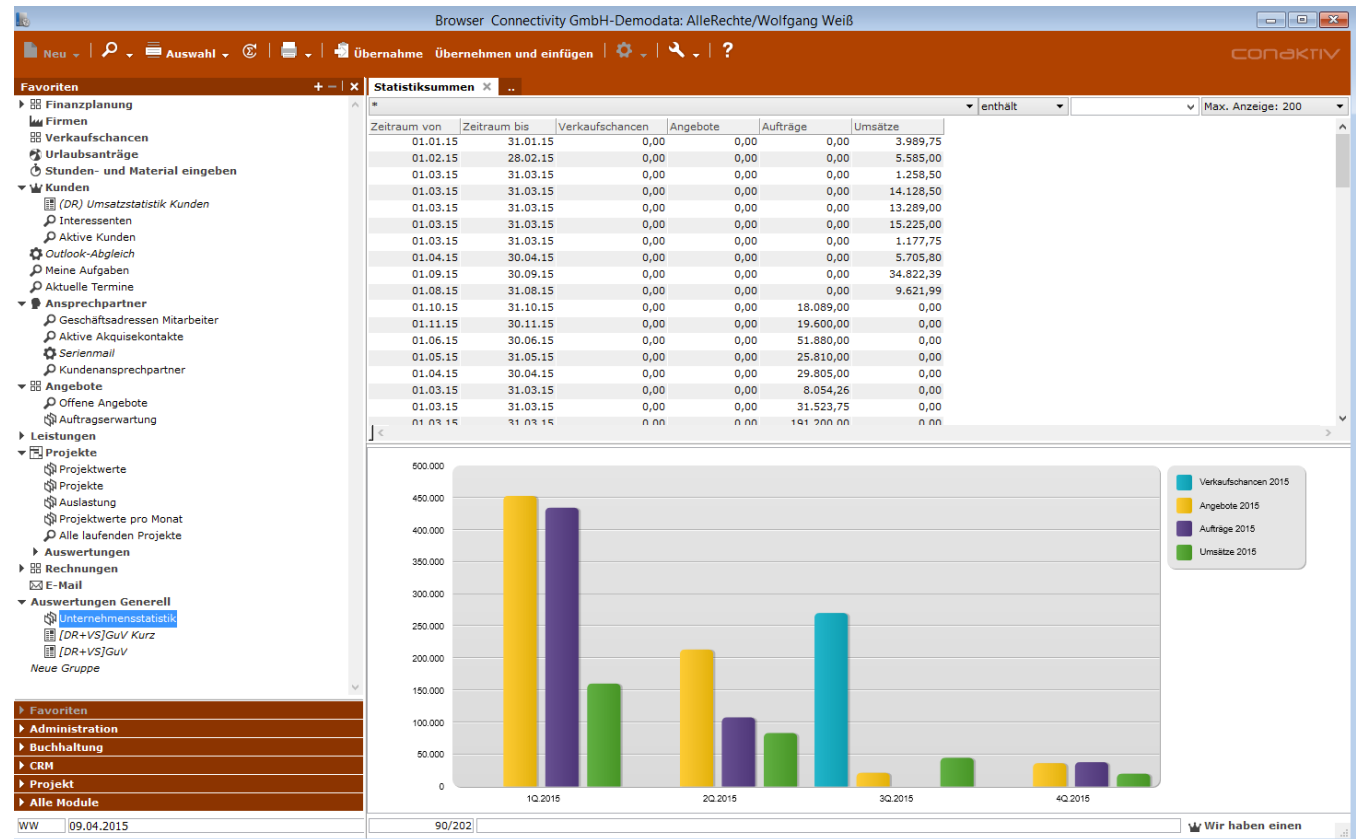 Browser Connectivity GmbH-Demodata: AlleRechte/Wolfgang Weiß
Neu Auswahl Übernahme Übernehmen und einfügen ?
CONAKTIV
Favoriten + − x
Finanzplanung
Firmen
Verkaufschancen
Urlaubsanträge
Stunden- und Material eingeben
Kunden
(DR) Umsatzstatistik Kunden
Interessenten
Aktive Kunden
Outlook-Abgleich
Meine Aufgaben
Aktuelle Termine
Ansprechpartner
Geschäftsadressen Mitarbeiter
Aktive Akquisekontakte
Serienmail
Kundenansprechpartner
Angebote
Offene Angebote
Auftragserwartung
Leistungen
Projekte
Projektwerte
Projekte
Auslastung
Projektwerte pro Monat
Alle laufenden Projekte
Auswertungen
Rechnungen
E-Mail
Auswertungen Generell
Unternehmensstatistik
[DR+VS]GuV Kurz
[DR+VS]GuV
Neue Gruppe
Favoriten
Administration
Buchhaltung
CRM
Projekt
Alle Module
WW 09.04.2015
Statistiksummen x ..
* enthält Max. Anzeige: 200
Zeitraum von Zeitraum bis Verkaufschancen Angebote Aufträge Umsätze
01.01.15 31.01.15 0,00 0,00 0,00 3.989,75
01.02.15 28.02.15 0,00 0,00 0,00 5.585,00
01.03.15 31.03.15 0,00 0,00 0,00 1.258,50
01.03.15 31.03.15 0,00 0,00 0,00 14.128,50
01.03.15 31.03.15 0,00 0,00 0,00 13.289,00
01.03.15 31.03.15 0,00 0,00 0,00 15.225,00
01.03.15 31.03.15 0,00 0,00 0,00 1.177,75
01.04.15 30.04.15 0,00 0,00 0,00 5.705,80
01.09.15 30.09.15 0,00 0,00 0,00 34.822,39
01.08.15 31.08.15 0,00 0,00 0,00 9.621,99
01.10.15 31.10.15 0,00 0,00 18.089,00 0,00
01.11.15 30.11.15 0,00 0,00 19.600,00 0,00
01.06.15 30.06.15 0,00 0,00 51.880,00 0,00
01.05.15 31.05.15 0,00 0,00 25.810,00 0,00
01.04.15 30.04.15 0,00 0,00 29.805,00 0,00
01.03.15 31.03.15 0,00 0,00 8.054,26 0,00
01.03.15 31.03.15 0,00 0,00 31.523,75 0,00
01.03.15 31.03.15 0,00 0,00 191.200,00 0,00
500.000
450.000
400.000
350.000
300.000
250.000
200.000
150.000
100.000
50.000
0
1Q.2015 2Q.2015 3Q.2015 4Q.2015
Verkaufschancen 2015
Angebote 2015
Aufträge 2015
Umsätze 2015
90/202
Wir haben einen